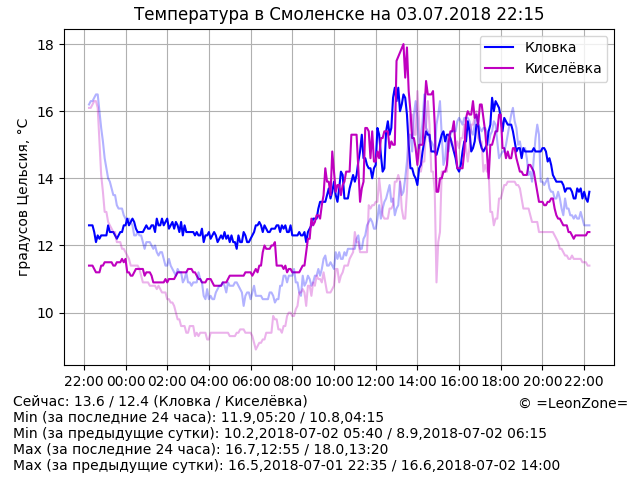 Температура в Смоленске на 03.07.2018 22:15
Кловка
Киселёвка
градусов Цельсия, °C
18
16
14
12
10
22:00 00:00 02:00 04:00 06:00 08:00 10:00 12:00 14:00 16:00 18:00 20:00 22:00
Сейчас: 13.6 / 12.4 (Кловка / Киселёвка)
© =LeonZone=
Min (за последние 24 часа): 11.9,05:20 / 10.8,04:15
Min (за предыдущие сутки): 10.2,2018-07-02 05:40 / 8.9,2018-07-02 06:15
Max (за последние 24 часа): 16.7,12:55 / 18.0,13:20
Max (за предыдущие сутки): 16.5,2018-07-01 22:35 / 16.6,2018-07-02 14:00